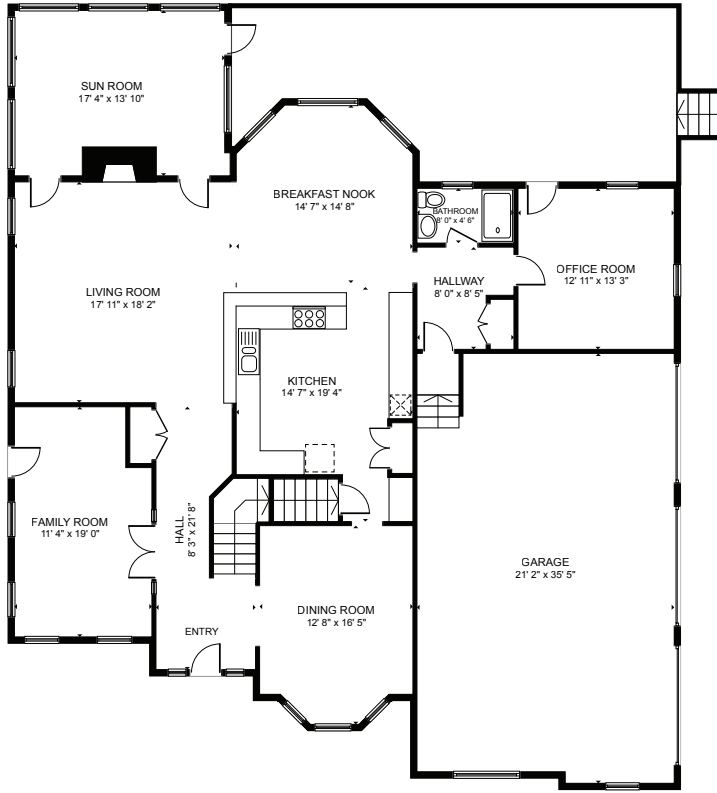 SUN ROOM
17' 4" x 13' 10"
BREAKFAST NOOK
14' 7" x 14' 8"
BATHROOM
8' 0" x 4' 6"
LIVING ROOM
17' 11" x 18' 2"
HALLWAY
8' 0" x 8' 5"
OFFICE ROOM
12' 11" x 13' 3"
KITCHEN
14' 7" x 19' 4"
FAMILY ROOM
11' 4" x 19' 0"
HALL
8' 3" x 21' 8"
GARAGE
21' 2" x 35' 5"
DINING ROOM
12' 8" x 16' 5"
ENTRY